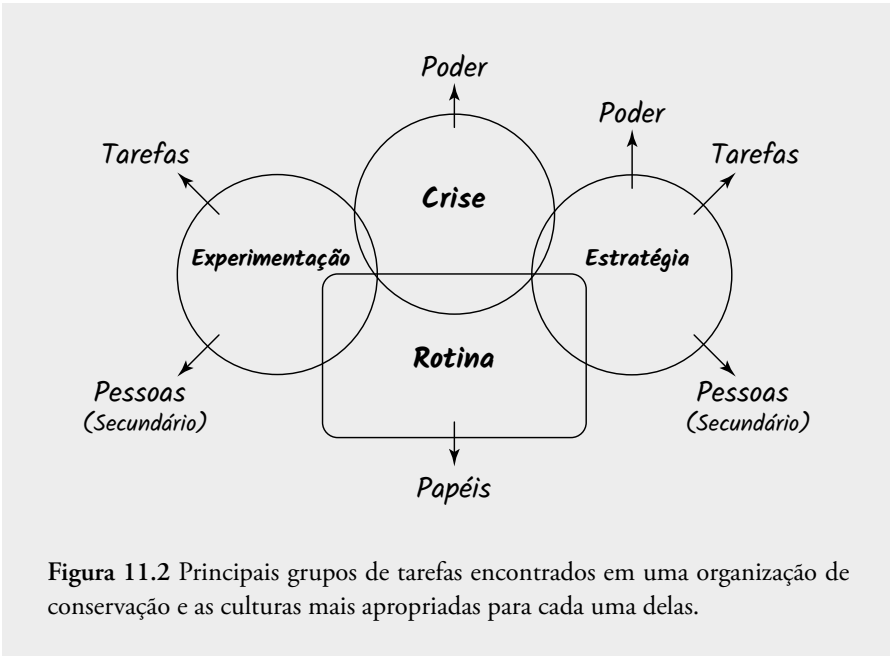 Poder
Poder
Tarefas
Tarefas
Crise
Experimentação
Estratégia
Rotina
Pessoas
(Secundário)
Pessoas
(Secundário)
Papéis
Figura 11.2 Principais grupos de tarefas encontrados em uma organização de
conservação e as culturas mais apropriadas para cada uma delas.